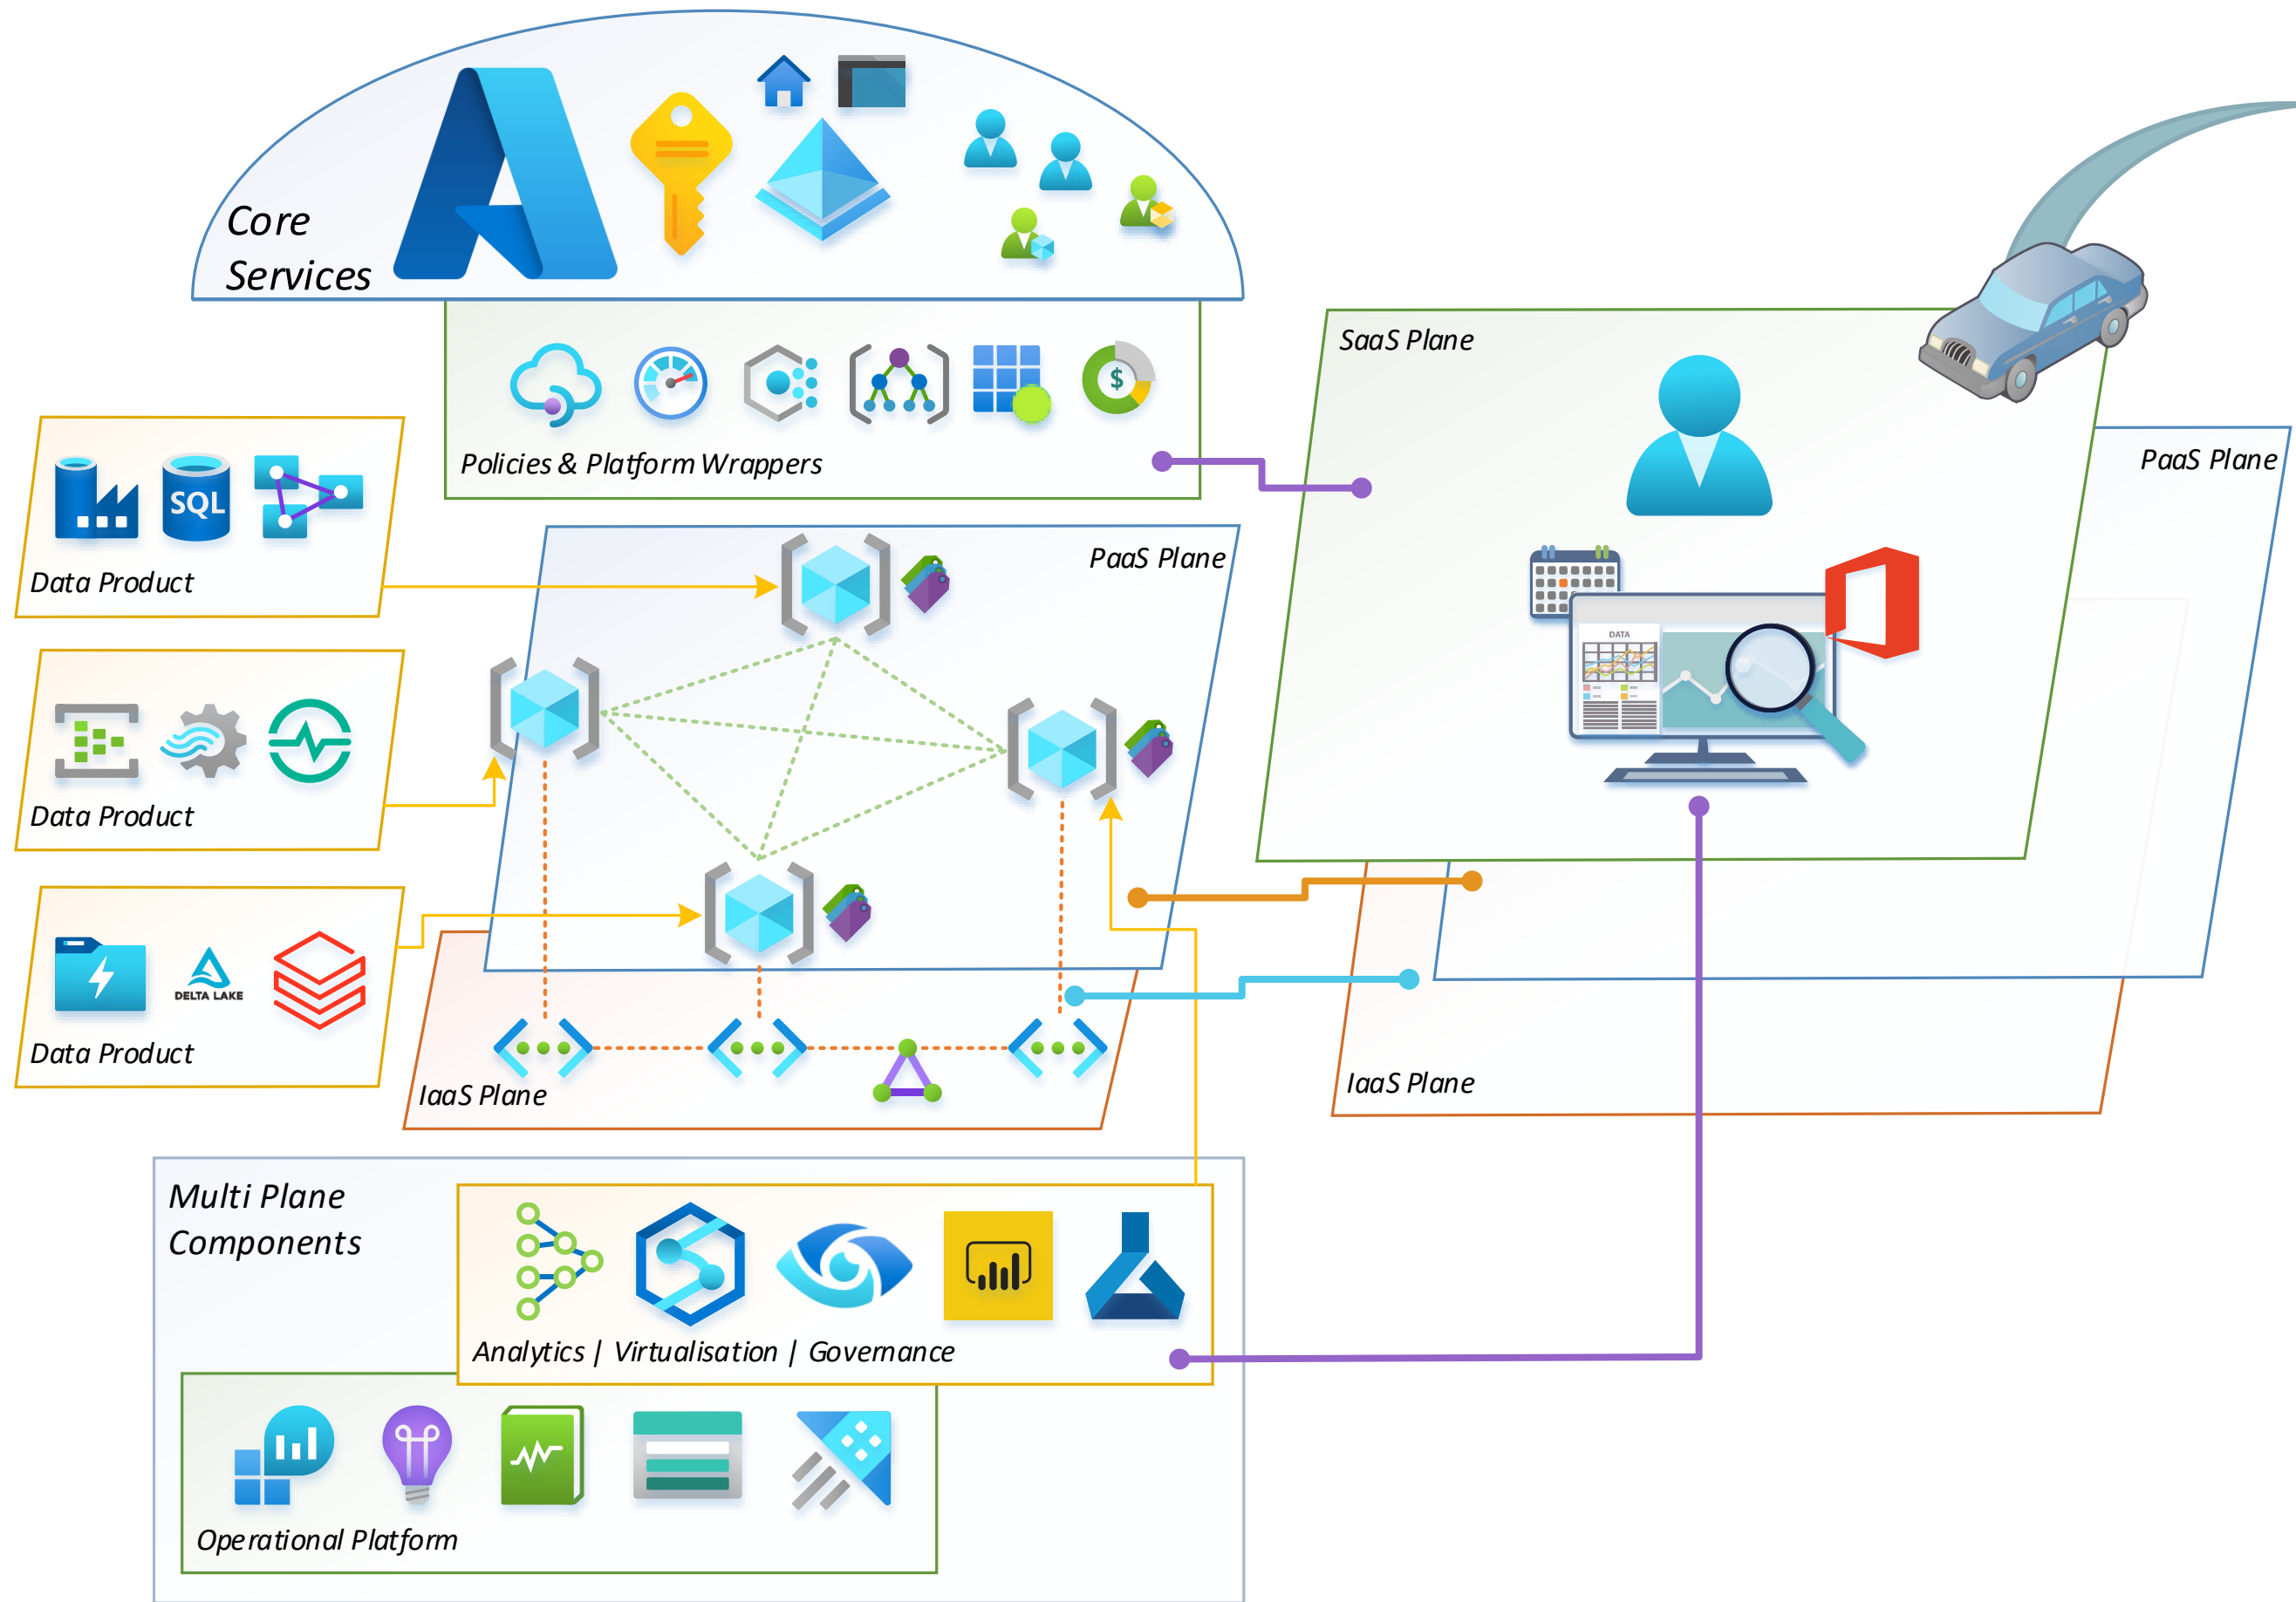 Core
Services
Policies & Platform Wrappers
SQL
Data Product
Data Product
DELTA LAKE
Data Product
PaaS Plane
IaaS Plane
SaaS Plane
DATA
PaaS Plane
IaaS Plane
$
Multi Plane
Components
Analytics | Virtualisation | Governance
Operational Platform